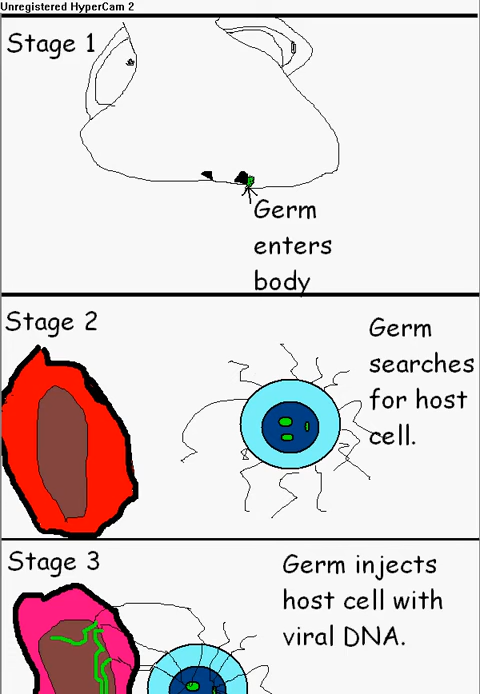 Unregistered HyperCam 2
Stage 1
Germ
enters
body
Stage 2
Germ
searches
for host
cell.
Stage 3
Germ injects
host cell with
viral DNA.